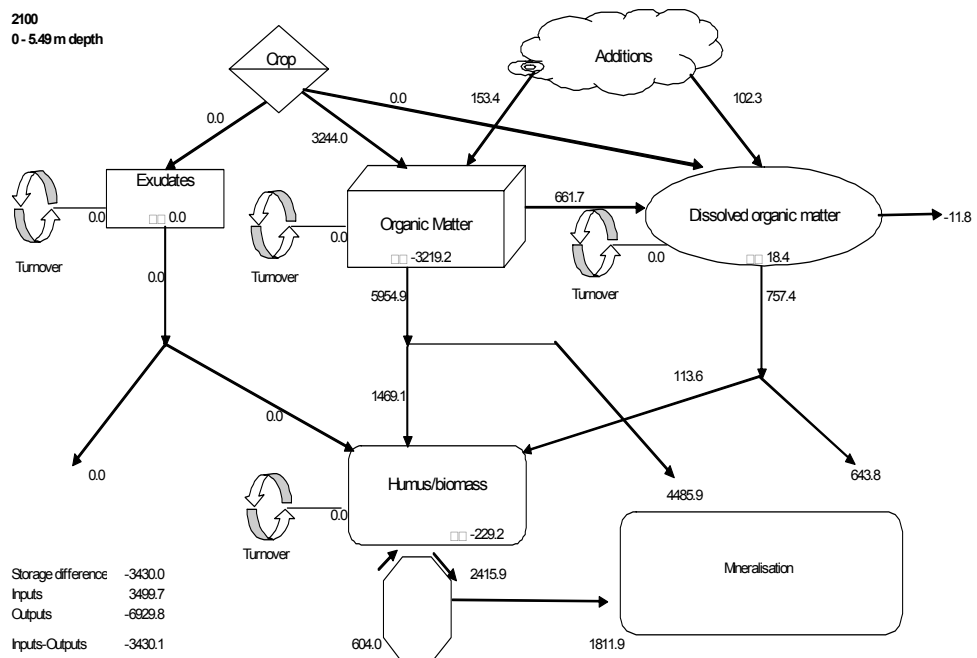 2100
0 - 5.49 m depth
Crop
Additions
0.0
153.4
102.3
0.0
3244.0
Exudates
0.0
0.0
Turnover
Organic Matter
0.0
-3219.2
Turnover
661.7
Dissolved organic matter
-11.8
0.0
18.4
Turnover
0.0
5954.9
757.4
1469.1
113.6
0.0
0.0
643.8
4485.9
Humus/biomass
0.0
-229.2
Turnover
Mineralisation
2415.9
604.0
1811.9
Storage difference -3430.0
Inputs 3499.7
Outputs -6929.8
Inputs-Outputs -3430.1